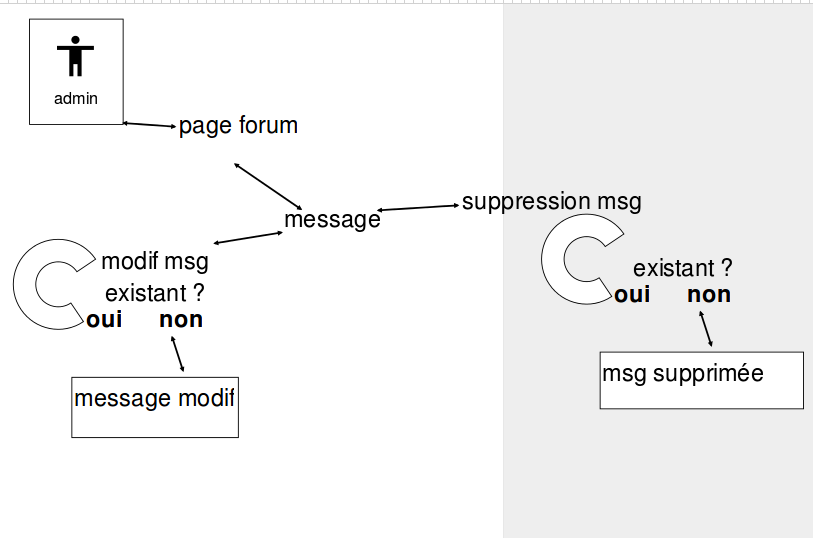 admin
page forum
message
suppression msg
modif msg
existant ?
oui non
message modif
existant ?
oui non
msg supprimée